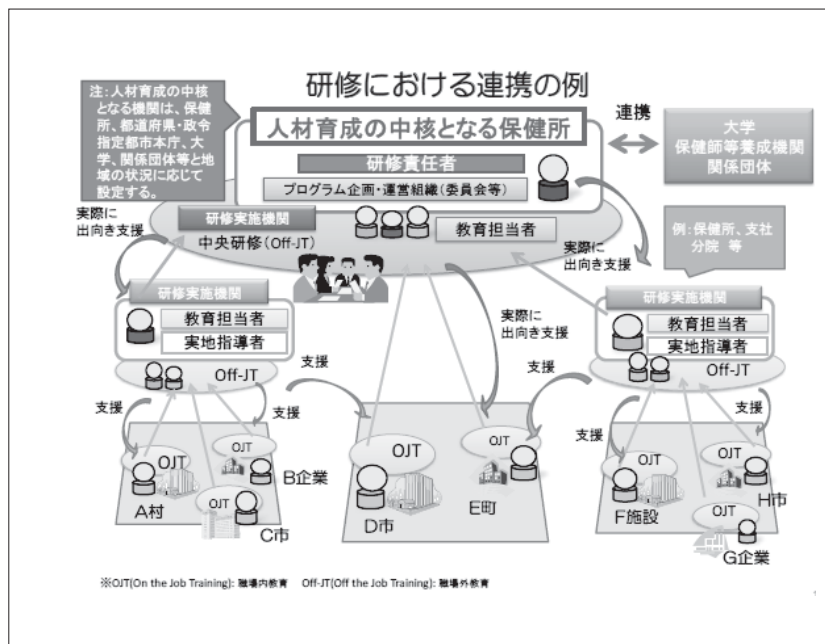 研修における連携の例
注:人材育成の中核
となる機関は、保健
所、都道府県・政令
指定都市本庁、大
学、関係団体等と地
域の状況に応じて
設定する。
人材育成の中核となる保健所
連携
大学
保健師等養成機関
関係団体
研修責任者
プログラム企画・運営組織(委員会等)
実際に
出向き支援
研修実施機関
中央研修(Off-JT)
教育担当者
実際に
出向き支援
例:保健所、支社
分院 等
研修実施機関
教育担当者
実地指導者
Off-JT
実際に
出向き支援
研修実施機関
教育担当者
実地指導者
Off-JT
支援
支援
支援
支援
支援
支援
OJT
A村
OJT
B企業
OJT
C市
OJT
D市
OJT
E町
OJT
F施設
OJT
H市
OJT
G企業
※OJT(On the Job Training): 職場内教育 Off-JT(Off the Job Training): 職場外教育